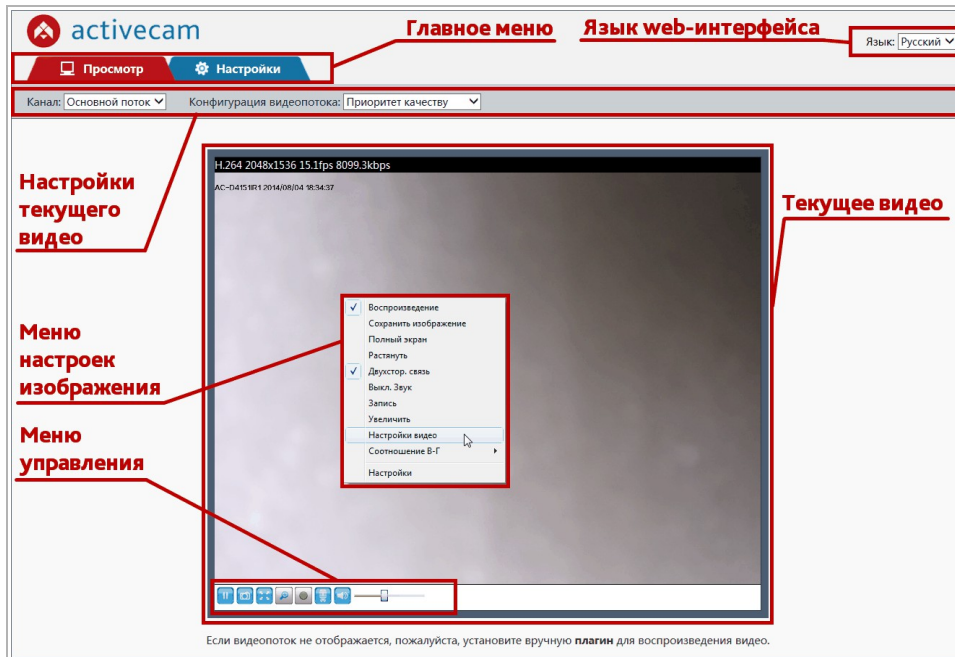 activecam
Главное меню
Язык web-интерфейса
Язык: Русский
Просмотр
Настройки
Канал: Основной поток
Конфигурация видеопотока: Приоритет качеству
H.264 2048x1536 15.1fps 8099.3kbps
AC-D4151IR1 2014/08/04 18:34:37
Настройки
текущего
видео
Текущее видео
Воспроизведение
Сохранить изображение
Полный экран
Растянуть
Двухстор. связь
Выкл. Звук
Запись
Увеличить
Настройки видео
Соотношение В-Г
Настройки
Меню
настроек
изображения
Меню
управления
Если видеопоток не отображается, пожалуйста, установите вручную плагин для воспроизведения видео.